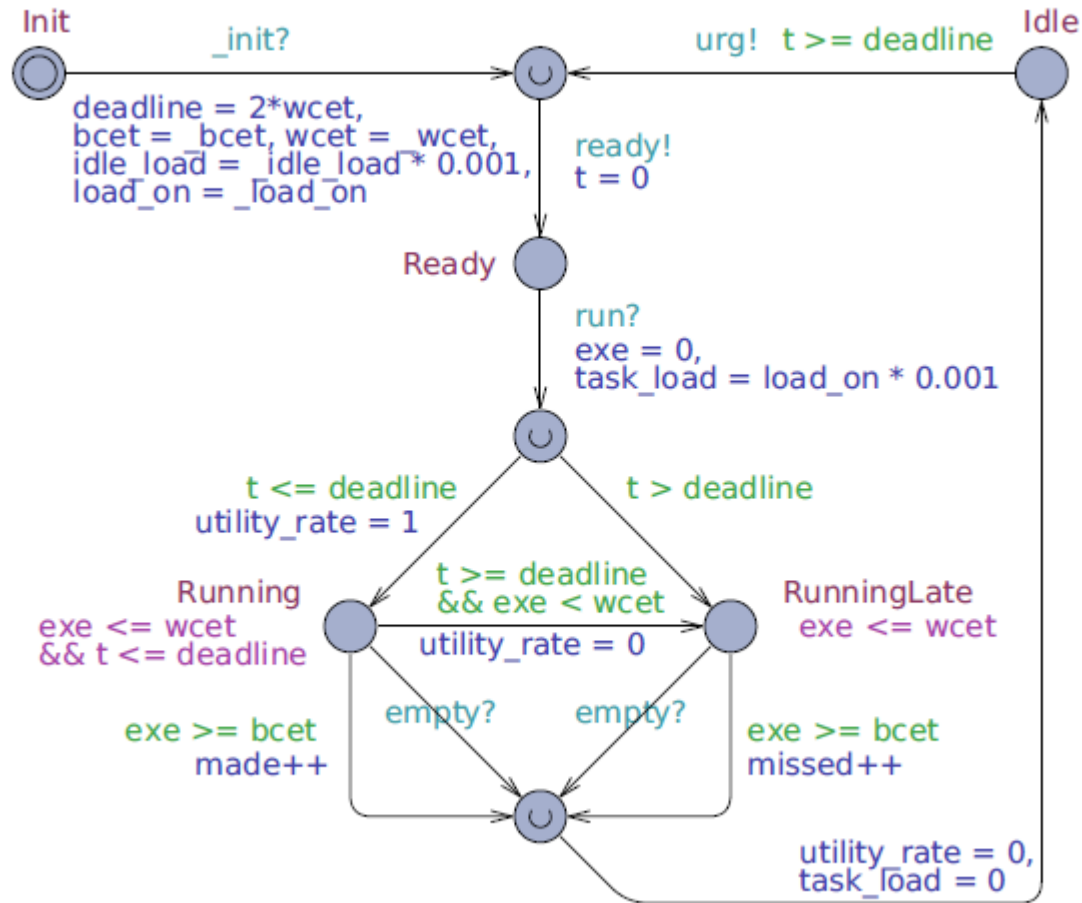 Init
_init?
urg! t >= deadline
Idle
deadline = 2*wcet,
bcet = _bcet, wcet = _wcet,
idle_load = _idle_load * 0.001,
load_on = _load_on
ready!
t = 0
Ready
run?
exe = 0,
task_load = load_on * 0.001
t <= deadline
utility_rate = 1
t > deadline
Running
exe <= wcet
&& t <= deadline
t >= deadline
&& exe < wcet
utility_rate = 0
RunningLate
exe <= wcet
empty?
empty?
exe >= bcet
made++
exe >= bcet
missed++
utility_rate = 0,
task_load = 0